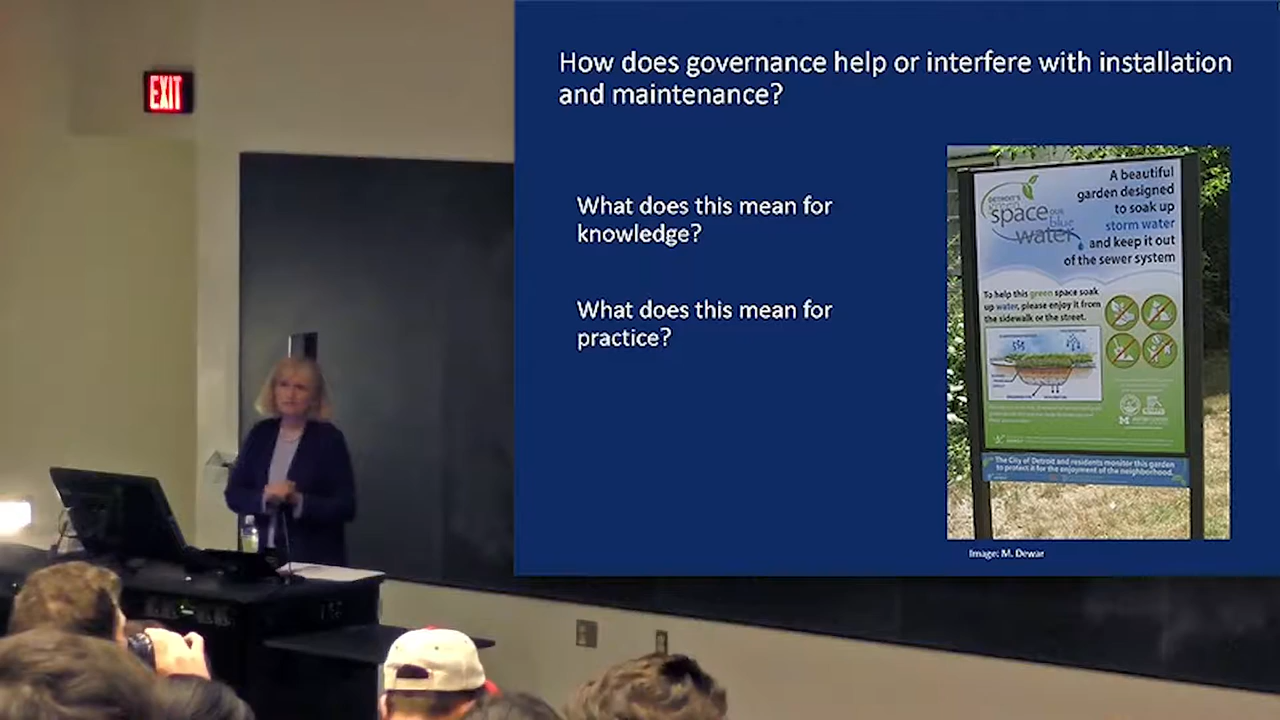 EXIT
How does governance help or interfere with installation
and maintenance?
What does this mean for
knowledge?
What does this mean for
practice?
DETROIT'S
green
space our
blue
water
A beautiful
garden designed
to soak up
storm water
and keep it out
of the sewer system
To help this green space soak
up water, please enjoy it from
the sidewalk or the street.
The City of Detroit and residents monitor this garden
to protect it for the enjoyment of the neighborhood.
Image: M. Dewar